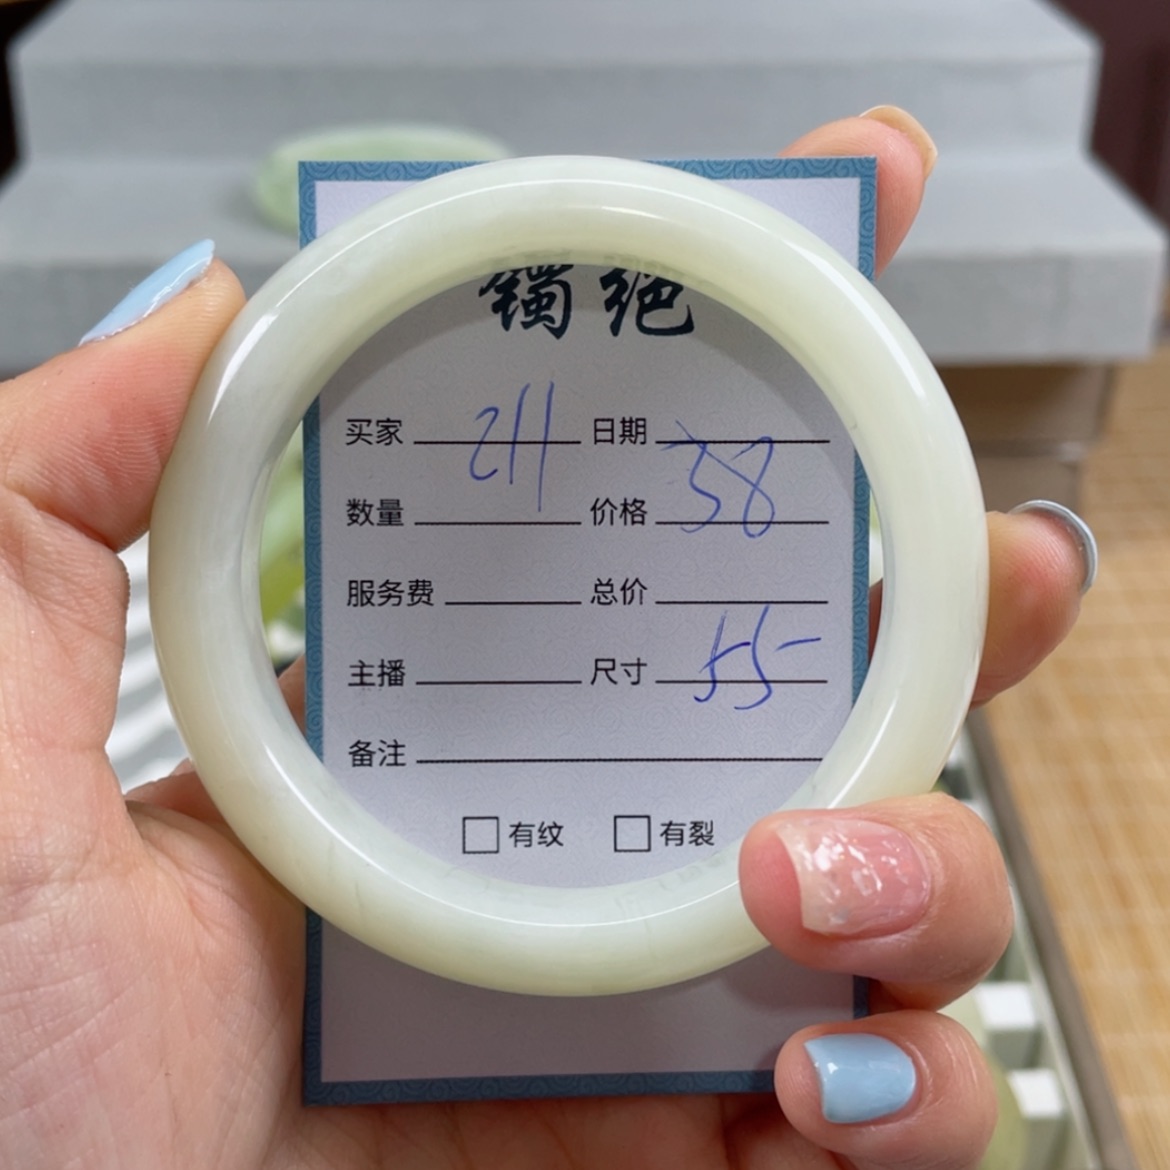 镯绝
买家 211 日期
数量 价格 38
服务费 总价
主播 尺寸 55
备注
□ 有纹 □ 有裂